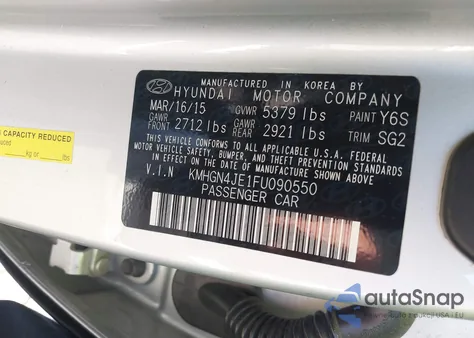 MANUFACTURED IN KOREA BY
HYUNDAI MOTOR COMPANY
MAR/16/15 GVWR 5379 lbs PAINT Y6S
GAWR FRONT 2712 lbs GAWR REAR 2921 lbs TRIM SG2
THIS VEHICLE CONFORMS TO ALL APPLICABLE U.S.A. FEDERAL
MOTOR VEHICLE SAFETY, BUMPER, AND THEFT PREVENTION STANDARDS
IN EFFECT ON THE DATE OF MANUFACTURE SHOWN ABOVE.
V.I.N KMHGN4JE1FU090550
PASSENGER CAR
CAPACITY REDUCED
kg or lbs
autaSnap